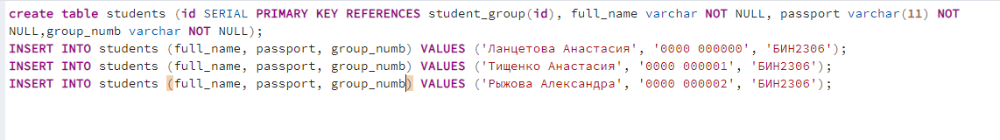 create table students (id SERIAL PRIMARY KEY REFERENCES student_group(id), full_name varchar NOT NULL, passport varchar(11) NOT
NULL,group_numb varchar NOT NULL);
INSERT INTO students (full_name, passport, group_numb) VALUES ('Ланцетова Анастасия', '0000 000000', 'БИН2306');
INSERT INTO students (full_name, passport, group_numb) VALUES ('Тищенко Анастасия', '0000 000001', 'БИН2306');
INSERT INTO students (full_name, passport, group_numb) VALUES ('Рыжова Александра', '0000 000002', 'БИН2306');